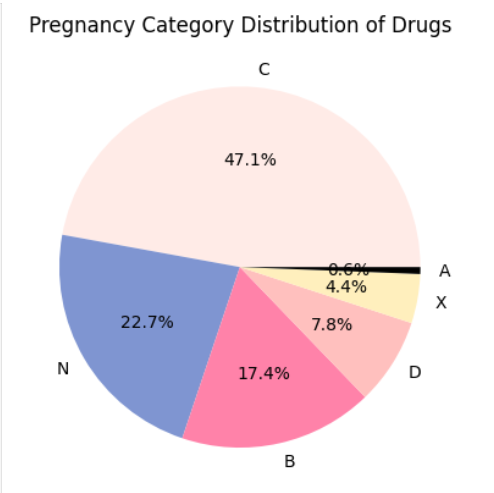 Pregnancy Category Distribution of Drugs
C
47.1%
0.6%
A
4.4%
X
22.7%
7.8%
N
17.4%
D
B